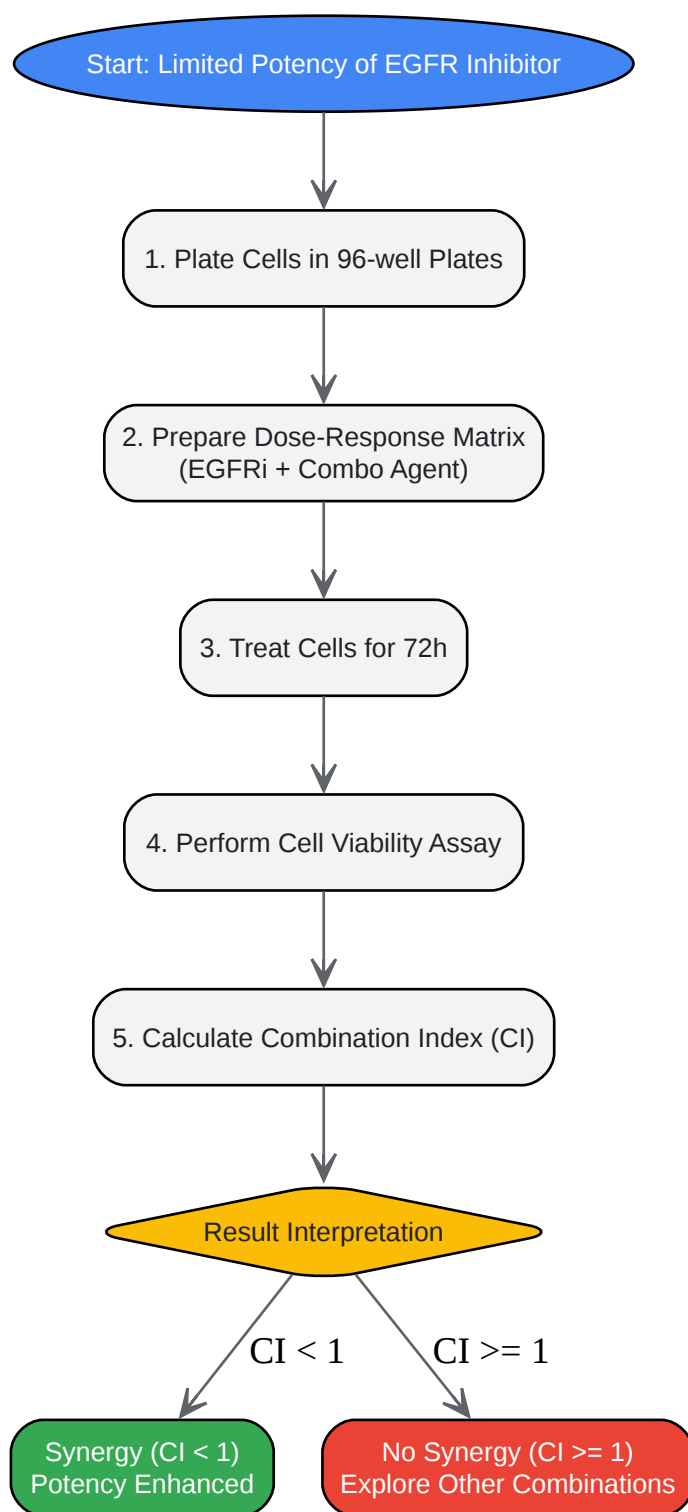 Start: Limited Potency of EGFR Inhibitor
1. Plate Cells in 96-well Plates
2. Prepare Dose-Response Matrix
(EGFRi + Combo Agent)
3. Treat Cells for 72h
4. Perform Cell Viability Assay
5. Calculate Combination Index (CI)
Result Interpretation
CI < 1
CI >= 1
Synergy (CI < 1)
Potency Enhanced
No Synergy (CI >= 1)
Explore Other Combinations